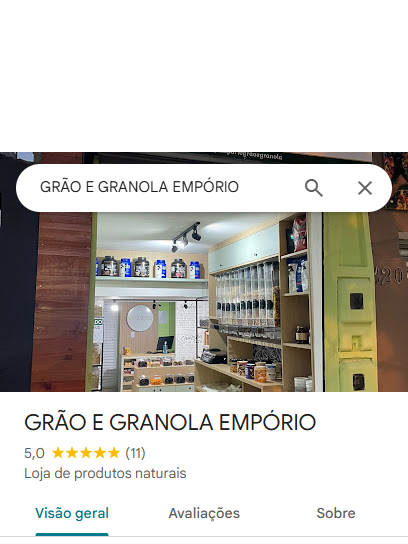 GRÃO E GRANOLA EMPÓRIO
GRÃO E GRANOLA EMPÓRIO
5,0 ★★★★★ (11)
Loja de produtos naturais
Visão geral Avaliações Sobre